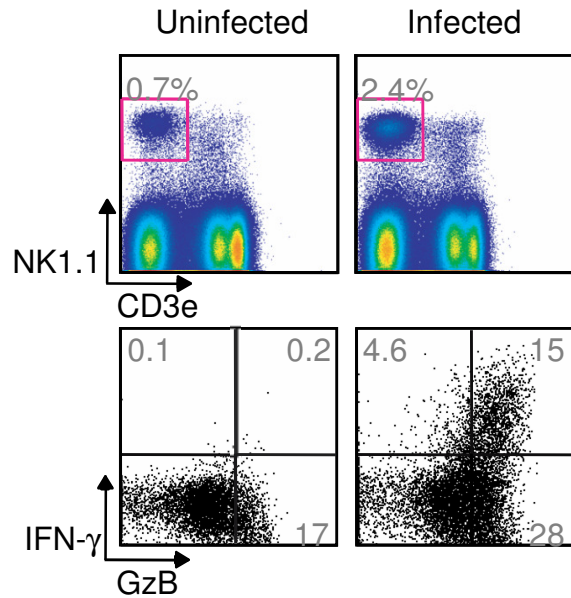 Uninfected Infected
0.7% 2.4%
NK1.1
CD3e
0.1 0.2 4.6 15
17 28
IFN-γ
GzB